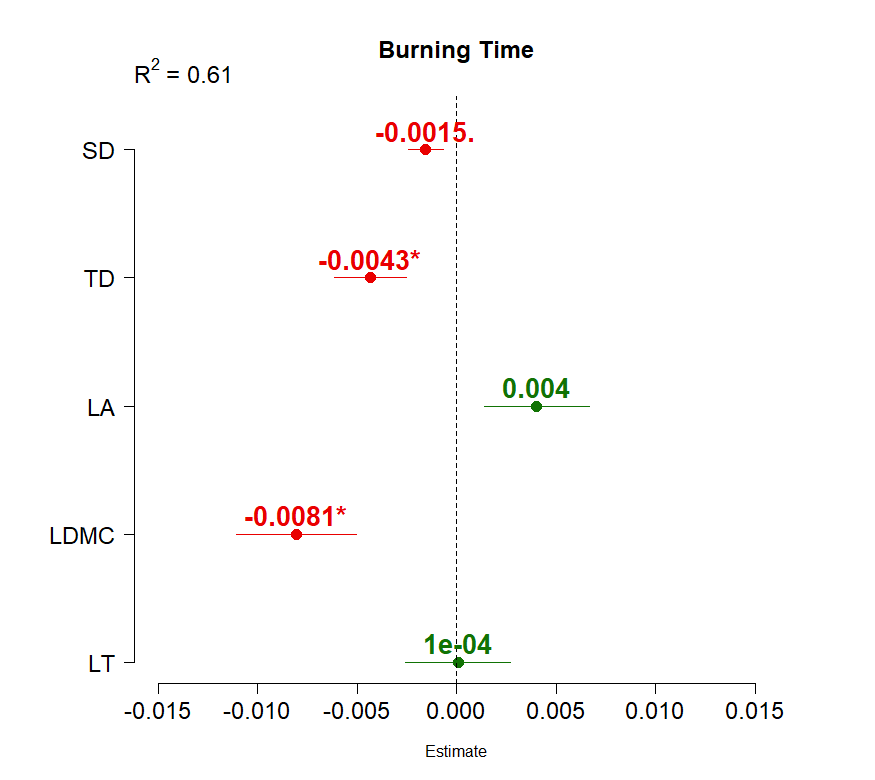 Burning Time
R² = 0.61
SD
-0.0015.
TD
-0.0043*
LA
0.004
LDMC
-0.0081*
LT
1e-04
-0.015 -0.010 -0.005 0.000 0.005 0.010 0.015
Estimate